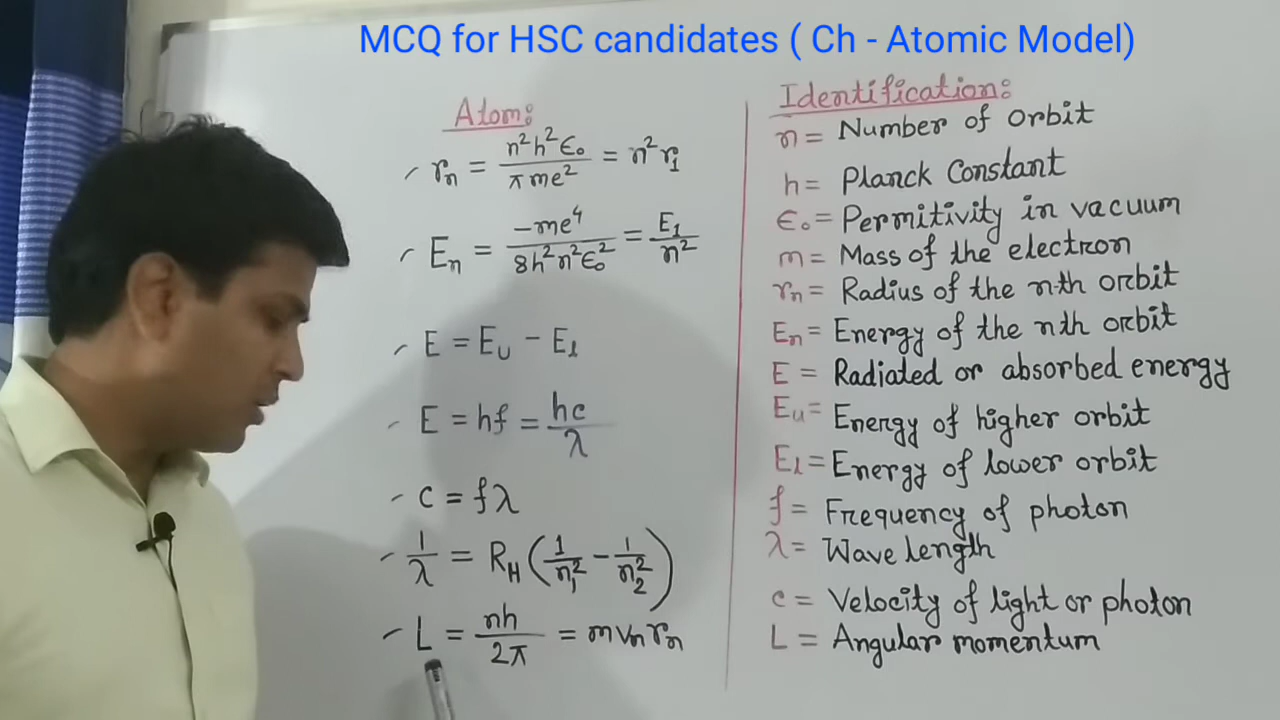 MCQ for HSC candidates ( Ch - Atomic Model)
Atom:
rₙ = n²h²ϵ₀/πme² = n²r₁
Eₙ = -me⁴/8h²n²ϵ₀² = E₁/n²
E = Eᵤ - Eₗ
E = hf = hc/λ
c = fλ
1/λ = R_H (1/n₁² - 1/n₂²)
L = nh/2π = mvₙrₙ
Identification:
n = Number of orbit
h = Planck Constant
ϵ₀ = Permitivity in vacuum
m = Mass of the electron
rₙ = Radius of the nth orbit
Eₙ = Energy of the nth orbit
E = Radiated or absorbed energy
Eᵤ = Energy of higher orbit
Eₗ = Energy of lower orbit
f = Frequency of photon
λ = Wave length
c = Velocity of light or photon
L = Angular momentum